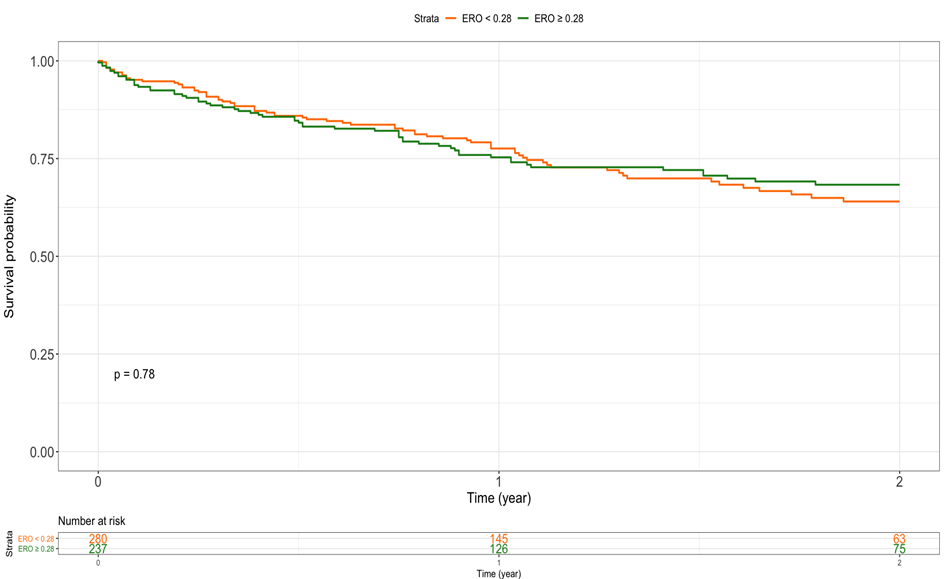 Strata ERO < 0.28 ERO ≥ 0.28
1.00
0.75
0.50
0.25
0.00
Survival probability
p = 0.78
0 1 2
Time (year)
Number at risk
Strata
ERO < 0.28 280 145 63
ERO ≥ 0.28 237 126 75
0 1 2
Time (year)